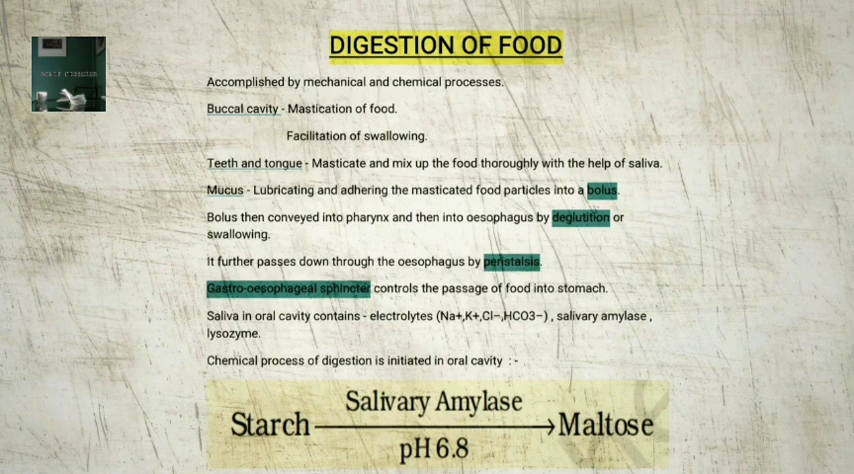 DIGESTION OF FOOD
Accomplished by mechanical and chemical processes.
Buccal cavity - Mastication of food.
Facilitation of swallowing.
Teeth and tongue - Masticate and mix up the food thoroughly with the help of saliva.
Mucus - Lubricating and adhering the masticated food particles into a bolus.
Bolus then conveyed into pharynx and then into oesophagus by deglutition or
swallowing.
It further passes down through the oesophagus by peristalsis.
Gastro-oesophageal sphincter controls the passage of food into stomach.
Saliva in oral cavity contains - electrolytes (Na+,K+,Cl−,HCO3−) , salivary amylase ,
lysozyme.
Chemical process of digestion is initiated in oral cavity : -
Salivary Amylase
Starch → Maltose
pH 6.8